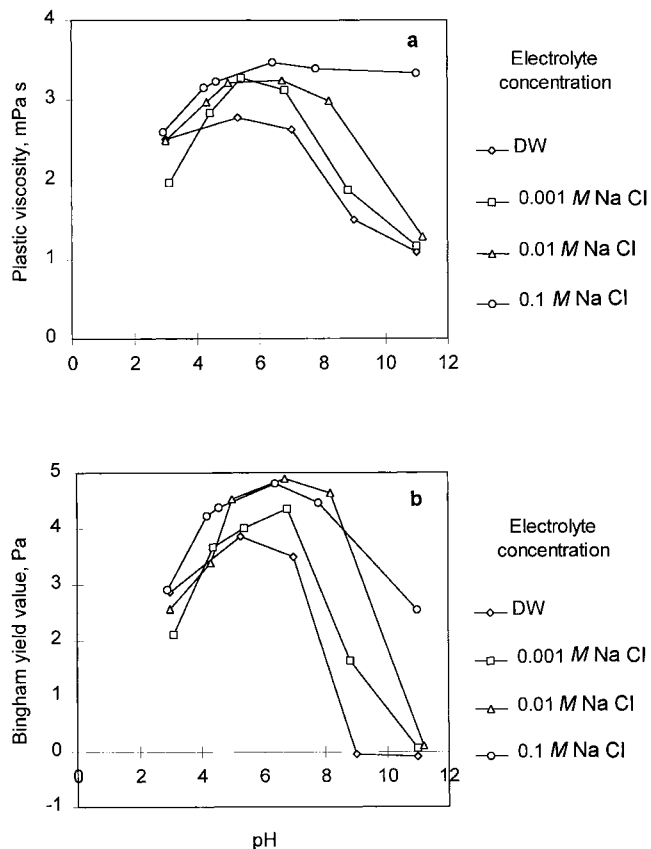 a
Plastic viscosity, mPa s
4
3
2
1
0
0 2 4 6 8 10 12
Electrolyte
concentration
DW
0.001 M Na Cl
0.01 M Na Cl
0.1 M Na Cl
b
Bingham yield value, Pa
5
4
3
2
1
0
-1
0 2 4 6 8 10 12
pH
Electrolyte
concentration
DW
0.001 M Na Cl
0.01 M Na Cl
0.1 M Na Cl